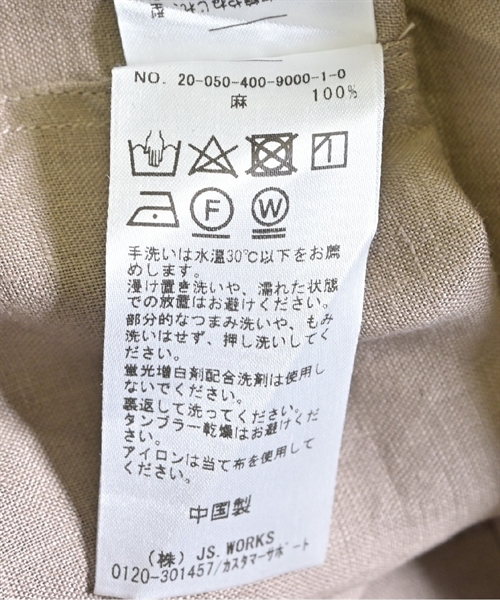 NO. 20-050-400-9000-1-0
麻 100%
F W
手洗いは水温30℃以下をお薦
めします。
浸け置き洗いや、濡れた状態
での放置はお避けください。
部分的なつまみ洗いや、もみ
洗いはせず、押し洗いしてく
ださい。
蛍光増白剤配合洗剤は使用し
ないでください。
裏返して洗ってください。
タンブラー乾燥はお避けくだ
さい。
アイロンは当て布を使用して
ください。
中国製
(株) JS.WORKS
0120-301457/カスタマーサポート